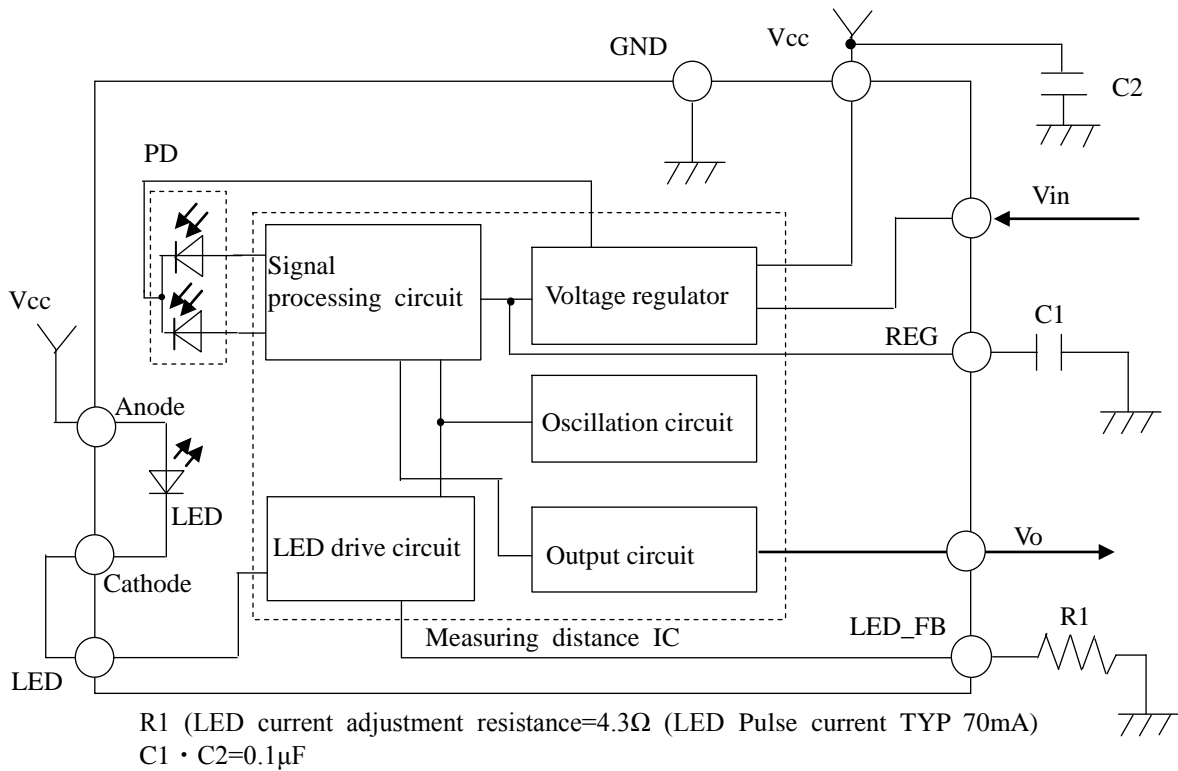 GND
Vcc
C2
PD
Vin
Signal
processing circuit
Voltage regulator
Vcc
REG
C1
Anode
Oscillation circuit
LED
LED drive circuit
Output circuit
Vo
Cathode
LED_FB
R1
Measuring distance IC
LED
R1 (LED current adjustment resistance=4.3Ω (LED Pulse current TYP 70mA)
C1・C2=0.1μF